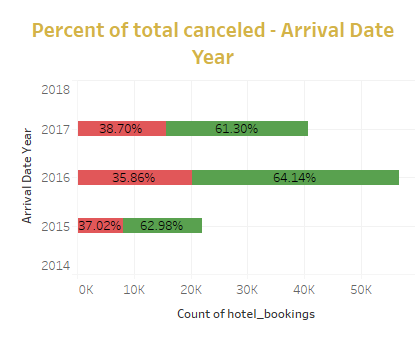 Percent of total canceled - Arrival Date
Year
2018
2017
38.70%
61.30%
2016
35.86%
64.14%
2015
37.02%
62.98%
2014
Arrival Date Year
0K
10K
20K
30K
40K
50K
Count of hotel_bookings